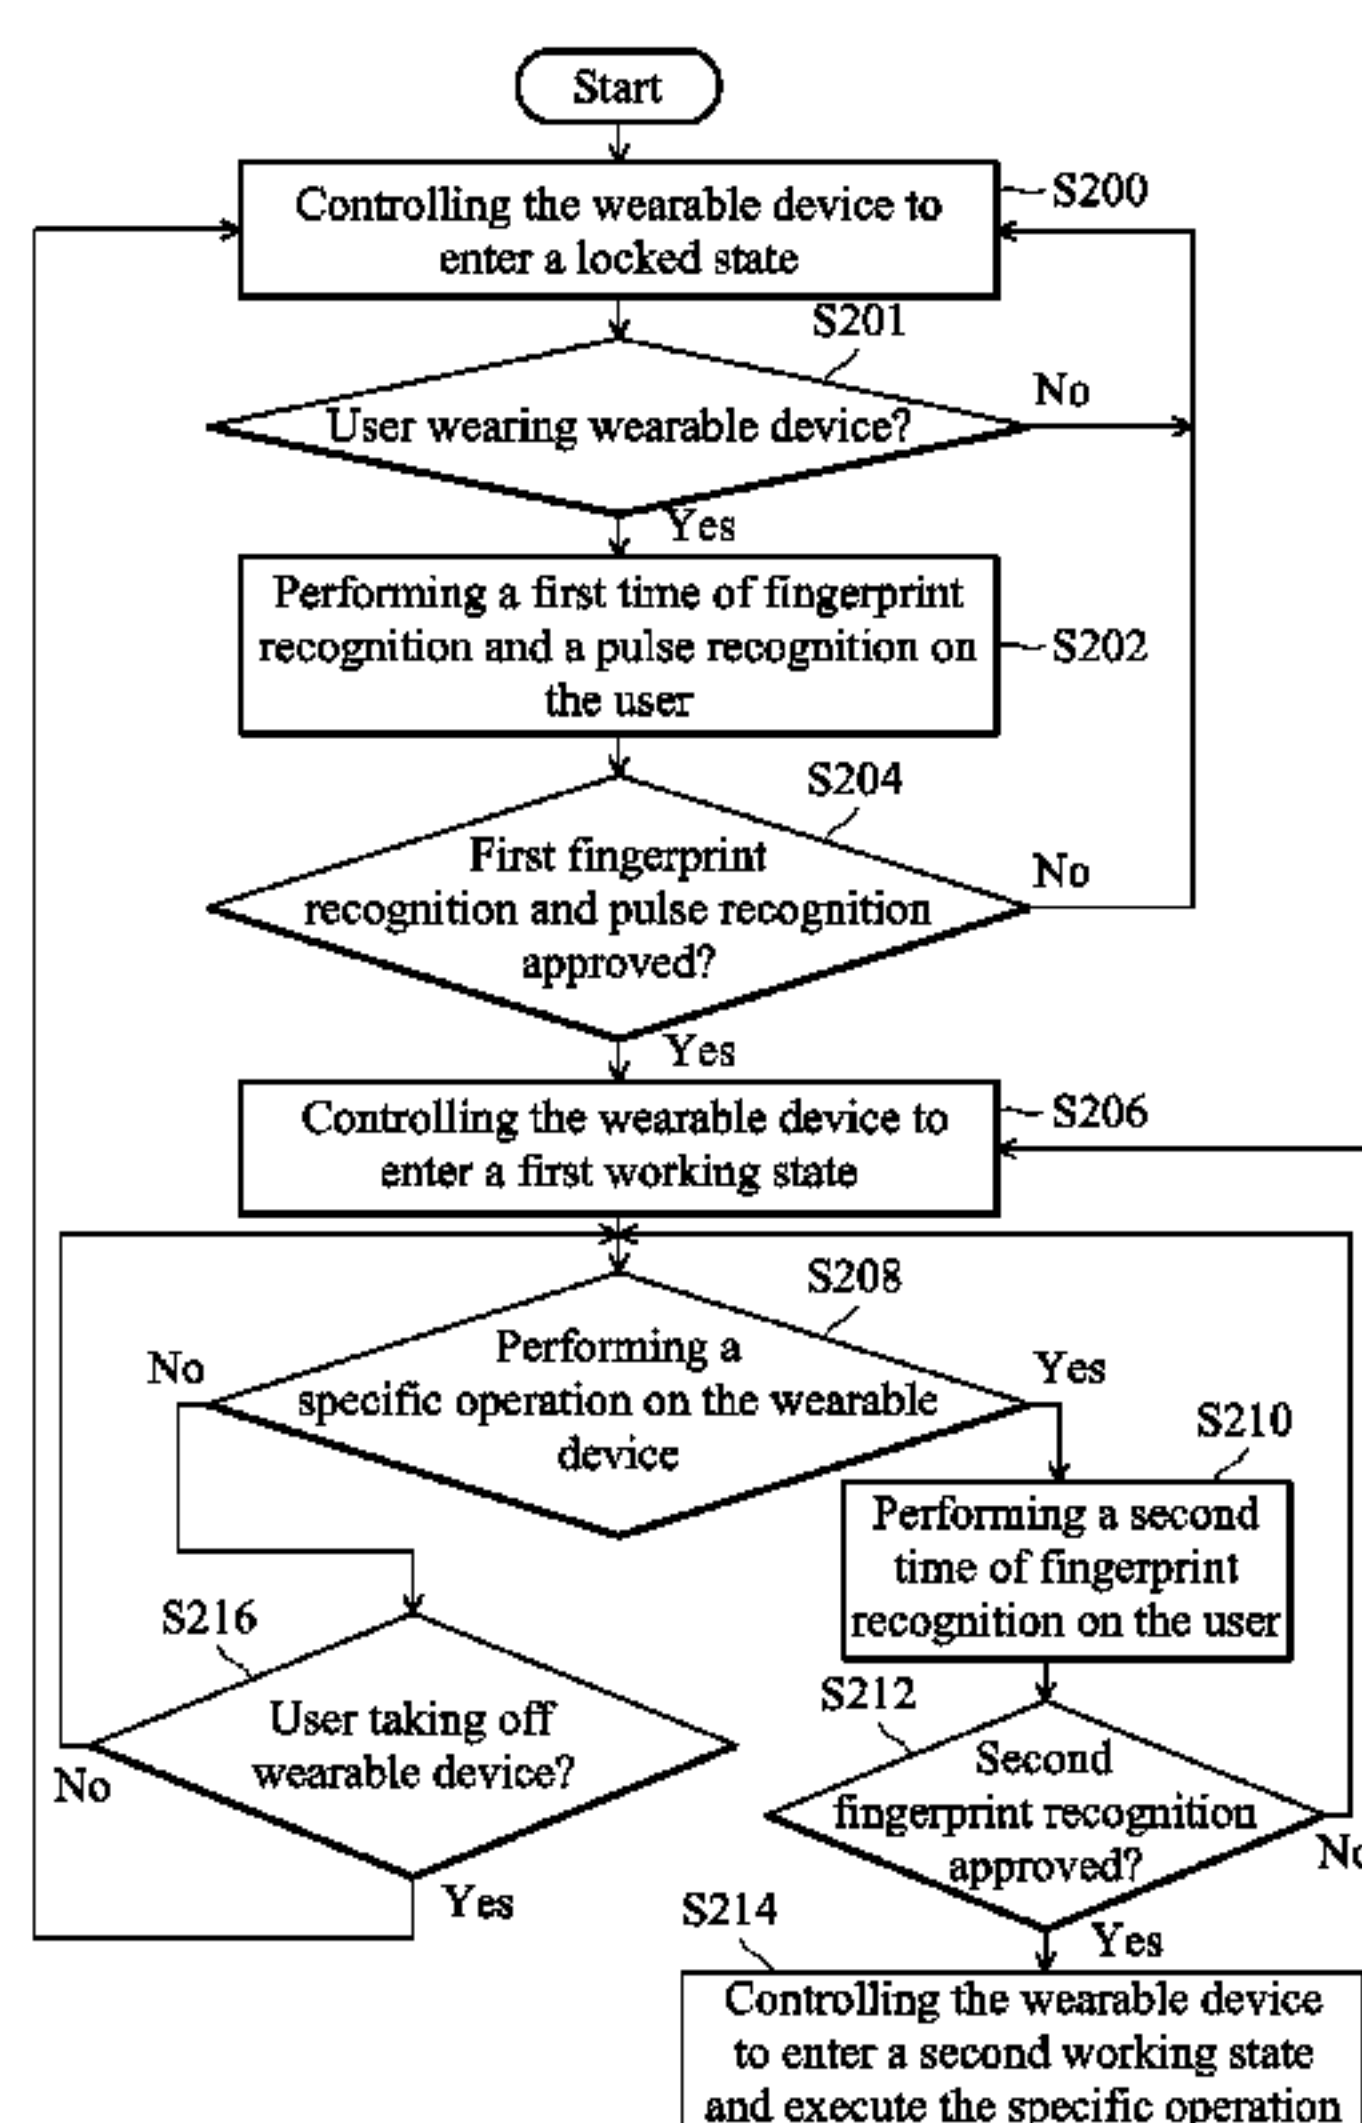 Start
Controlling the wearable device to
enter a locked state
S200
S201
User wearing wearable device?
No
Yes
Performing a first time of fingerprint
recognition and a pulse recognition on
the user
S202
S204
First fingerprint
recognition and pulse recognition
approved?
No
Yes
Controlling the wearable device to
enter a first working state
S206
S208
Performing a
specific operation on the wearable
device
No
Yes
S210
Performing a second
time of fingerprint
recognition on the user
S216
User taking off
wearable device?
No
Yes
S212
Second
fingerprint recognition
approved?
No
Yes
S214
Controlling the wearable device
to enter a second working state
and execute the specific operation